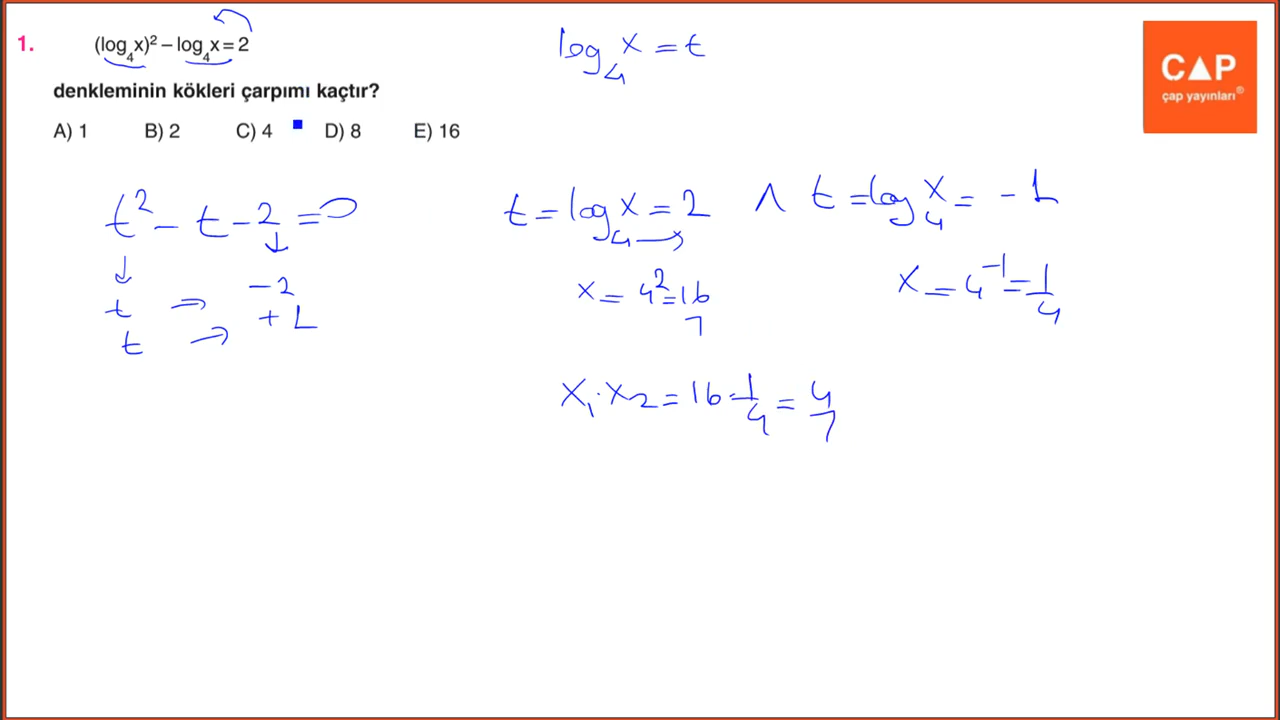 1. (log₄x)² – log₄x = 2
denkleminin kökleri çarpımı kaçtır?
A) 1 B) 2 C) 4 D) 8 E) 16
log₄ x = t
ÇAP
çap yayınları®
t² – t – 2 = 0
t ⇒ –2
t → +1
t = log₄ x = 2 ∧ t = log₄ x = –1
x = 4² = 16
x = 4⁻¹ = 1/4
x₁ · x₂ = 16 · 1/4 = 4